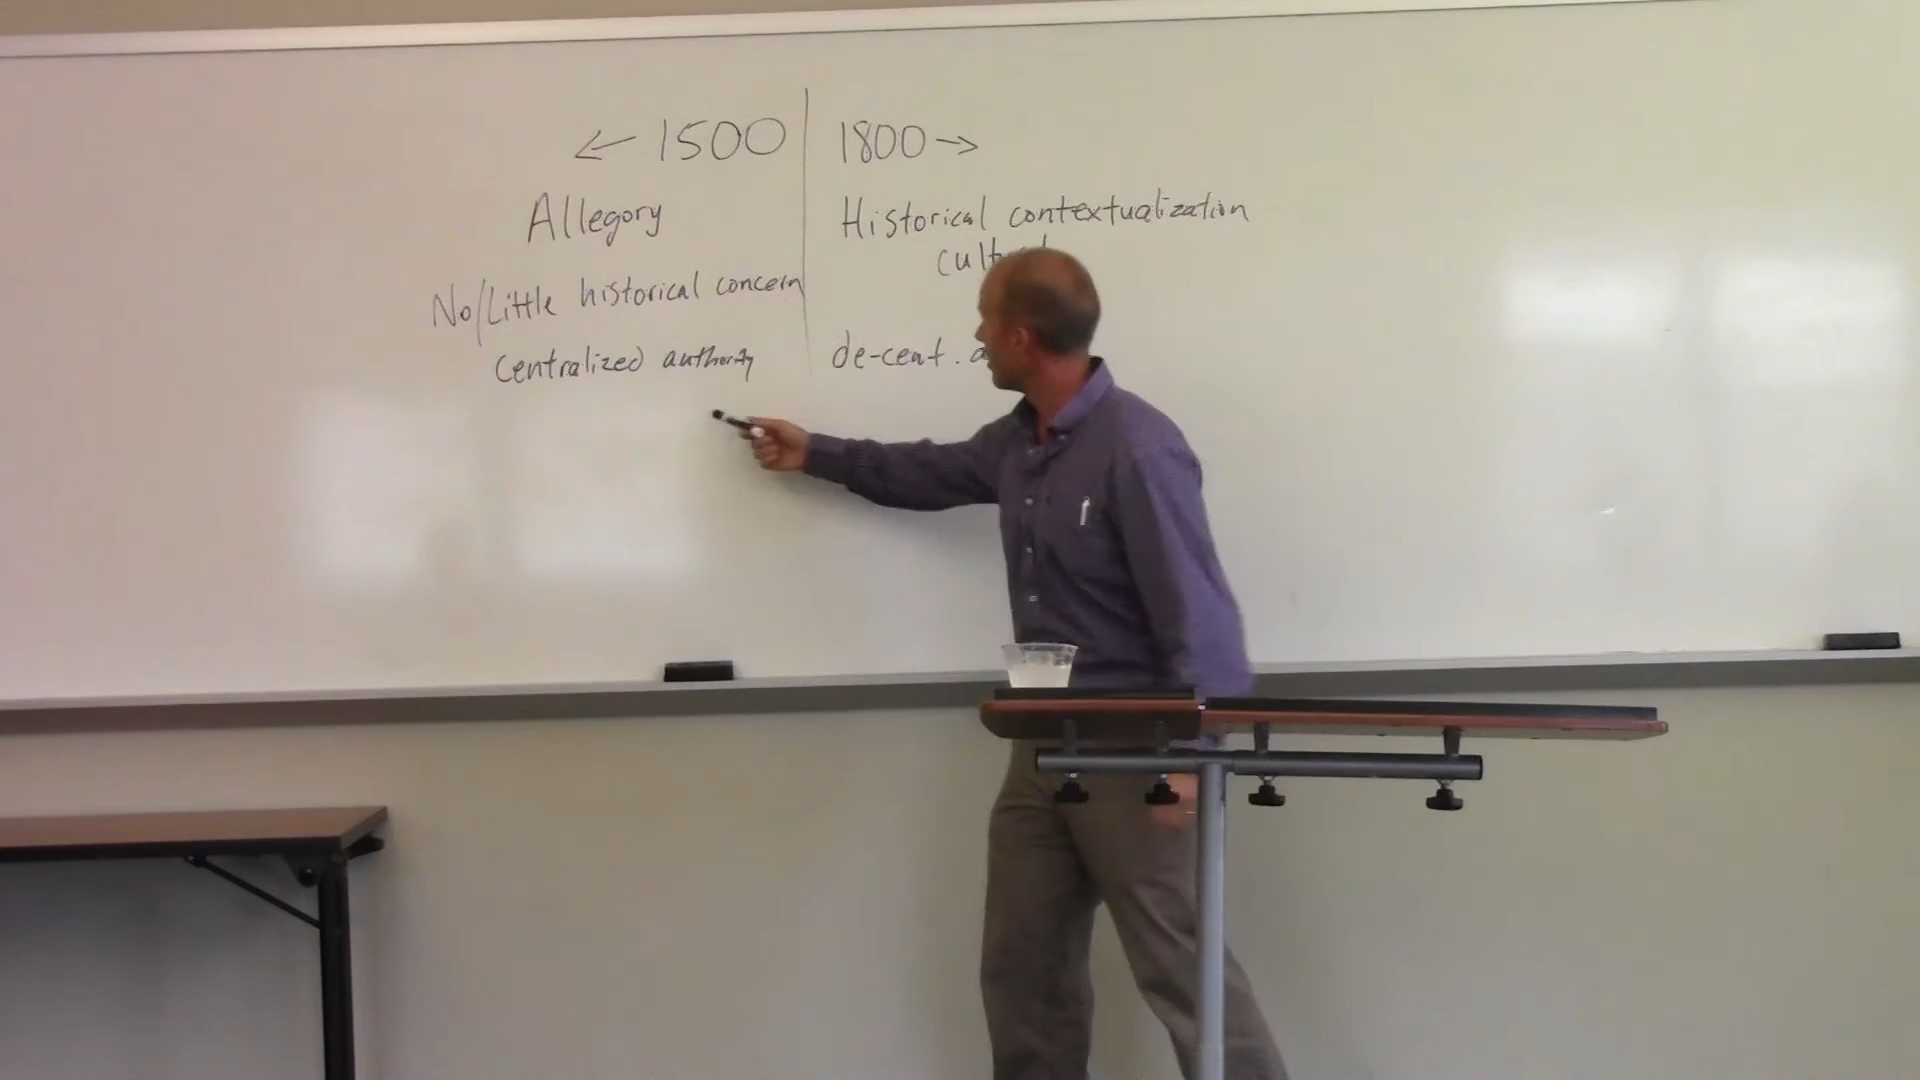 ← 1500
Allegory
No/Little historical concern
centralized authority
1800 →
Historical contextualization
de-cent.